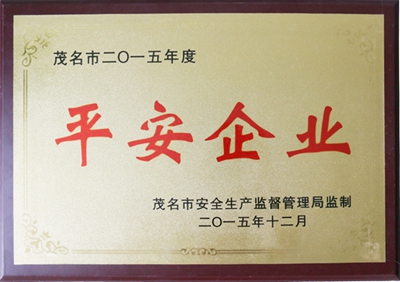 茂名市二〇一五年度
平安企业
茂名市安全生产监督管理局监制
二〇一五年十二月